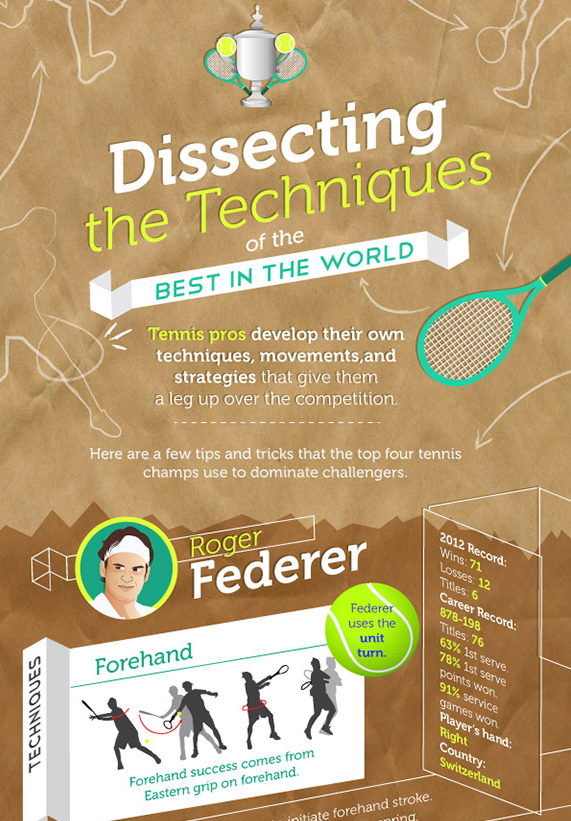 Dissecting
the Techniques
of the
BEST IN THE WORLD
Tennis pros develop their own
techniques, movements,and
strategies that give them
a leg up over the competition.
Here are a few tips and tricks that the top four tennis
champs use to dominate challengers.
Roger
Federer
2012 Record:
Wins: 71
Losses: 12
Titles: 6
Career Record:
878-198
Titles: 76
63% 1st serve.
78% 1st serve
points won.
91% service
games won.
Player's hand:
Right
Country:
Switzerland
Federer
uses the
unit
turn.
TECHNIQUES
Forehand
Forehand success comes from
Eastern grip on forehand.
initiate forehand stroke.